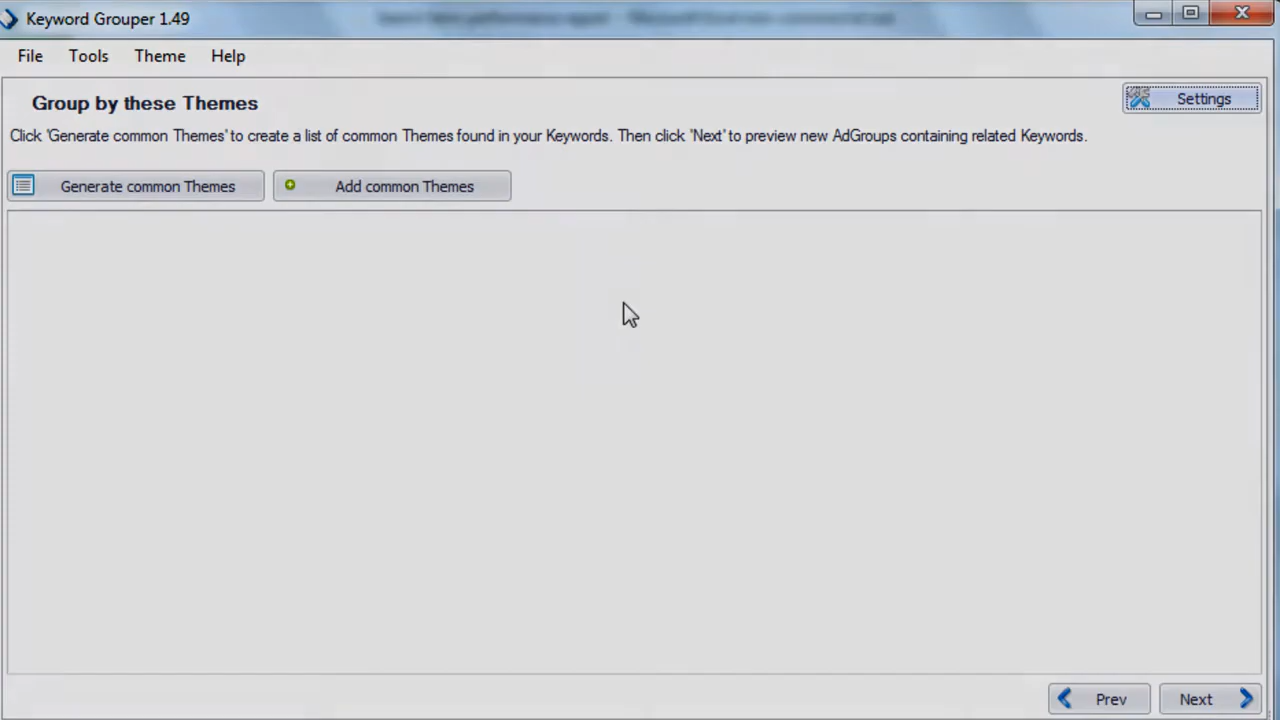 Keyword Grouper 1.49
File Tools Theme Help
Group by these Themes
Settings
Click 'Generate common Themes' to create a list of common Themes found in your Keywords. Then click 'Next' to preview new AdGroups containing related Keywords.
Generate common Themes Add common Themes
Prev Next